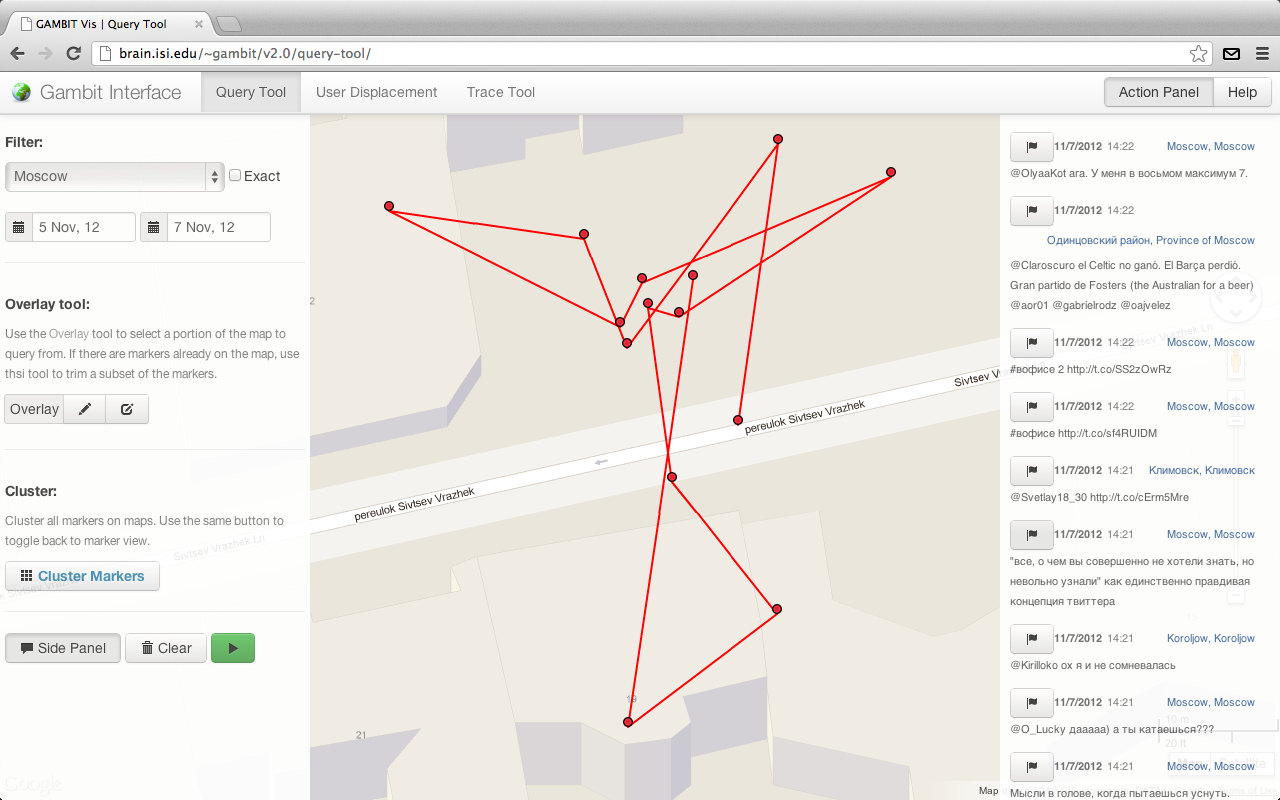 GAMBIT Vis | Query Tool
brain.isi.edu/~gambit/v2.0/query-tool/
Gambit Interface
Query Tool
User Displacement
Trace Tool
Action Panel
Help
Filter:
Moscow
Exact
5 Nov, 12
7 Nov, 12
Overlay tool:
Use the Overlay tool to select a portion of the map to
query from. If there are markers already on the map, use
thsi tool to trim a subset of the markers.
Overlay
Cluster:
Cluster all markers on maps. Use the same button to
toggle back to marker view.
Sivtsev Vrazhek Ln
Cluster Markers
Side Panel
Clear
Google
2
pereulok Sivtsev Vrazhek
pereulok Sivtsev Vrazhek
Sivtsev
19
21
11/7/2012 14:22 Moscow, Moscow
@OlyaaKot ага. У меня в восьмом максимум 7.
11/7/2012 14:22
Одинцовский район, Province of Moscow
@Claroscuro el Celtic no ganó. El Barça perdió.
Gran partido de Fosters (the Australian for a beer)
@aor01 @gabrielrodz @oajvelez
11/7/2012 14:22 Moscow, Moscow
#вофисе 2 http://t.co/SS2zOwRz
11/7/2012 14:22 Moscow, Moscow
#вофисе http://t.co/sf4RUIDM
11/7/2012 14:21 Климовск, Климовск
@Svetlay18_30 http://t.co/cErm5Mre
11/7/2012 14:21 Moscow, Moscow
"все, о чем вы совершенно не хотели знать, но
невольно узнали" как единственно правдивая
концепция твиттера
11/7/2012 14:21 Koroljow, Koroljow
@Kirilloko ох я и не сомневалась
11/7/2012 14:21 Moscow, Moscow
@O_Lucky дааааа) а ты катаешься???
10 m
20 ft
11/7/2012 14:21 Moscow, Moscow
Мысли в голове, когда пытаешься уснуть.
Map
Terms of Use